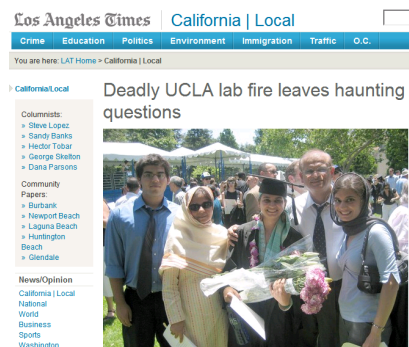 Los Angeles Times
California | Local
Crime Education Politics Environment Immigration Traffic O.C.
You are here: LAT Home > California | Local
California/Local
Deadly UCLA lab fire leaves haunting
questions
Columnists:
» Steve Lopez
» Sandy Banks
» Hector Tobar
» George Skelton
» Dana Parsons
Community
Papers:
» Burbank
» Newport Beach
» Laguna Beach
» Huntington
Beach
» Glendale
News/Opinion
California | Local
National
World
Business
Sports
Washington